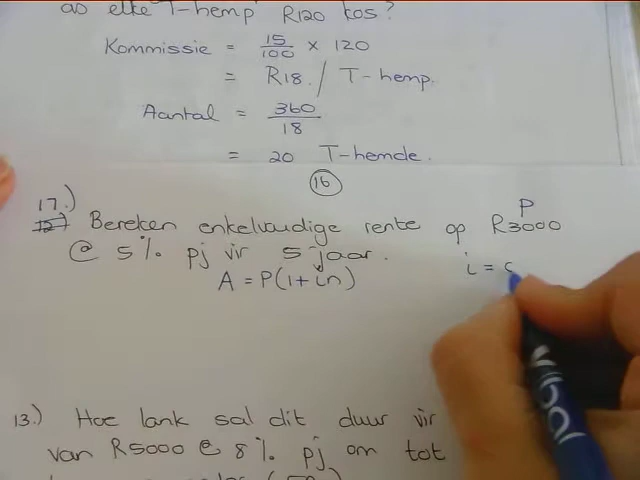 as elke T-hemp R120 kos?
Kommissie = 15/100 × 120
= R18 / T-hemp.
Aantal = 360/18
= 20 T-hemde.
16
17.)
P
12) Bereken enkelvoudige rente op R3000
@ 5% pj vir 5 jaar.
i =
A = P(1+in)
13.) Hoe lank sal dit duur vir
van R5000 @ 8% pj om tot